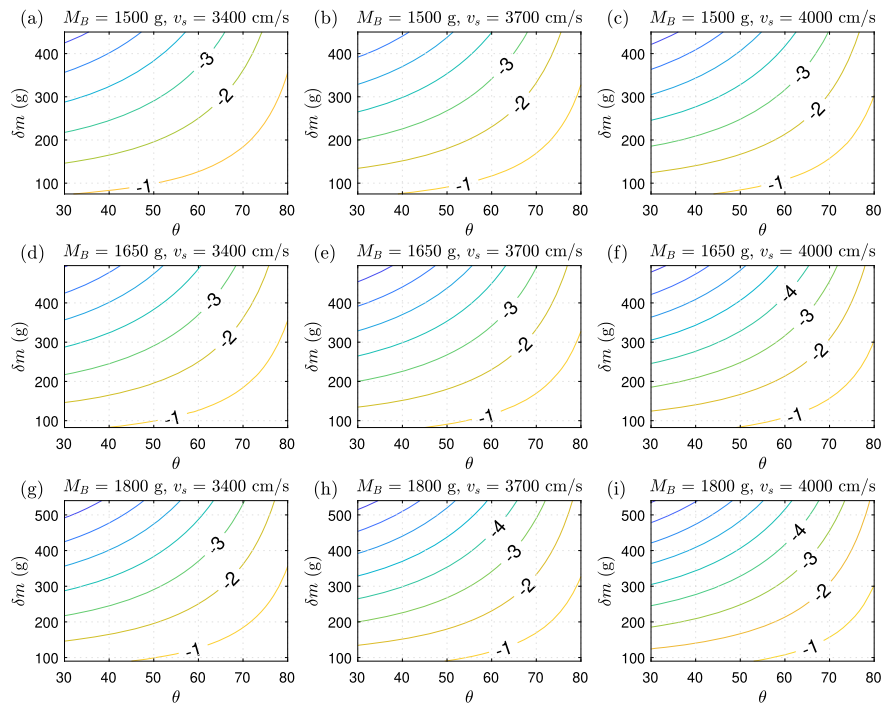 (a) M_B = 1500 g, v_s = 3400 cm/s
400
300
200
100
δm (g)
-3
-2
-1
30 40 50 60 70 80
θ
(b) M_B = 1500 g, v_s = 3700 cm/s
400
300
200
100
δm (g)
-3
-2
-1
30 40 50 60 70 80
θ
(c) M_B = 1500 g, v_s = 4000 cm/s
400
300
200
100
δm (g)
-3
-2
-1
30 40 50 60 70 80
θ
(d) M_B = 1650 g, v_s = 3400 cm/s
400
300
200
100
δm (g)
-3
-2
-1
30 40 50 60 70 80
θ
(e) M_B = 1650 g, v_s = 3700 cm/s
400
300
200
100
δm (g)
-3
-2
-1
30 40 50 60 70 80
θ
(f) M_B = 1650 g, v_s = 4000 cm/s
400
300
200
100
δm (g)
-4
-3
-2
-1
30 40 50 60 70 80
θ
(g) M_B = 1800 g, v_s = 3400 cm/s
500
400
300
200
100
δm (g)
-3
-2
-1
30 40 50 60 70 80
θ
(h) M_B = 1800 g, v_s = 3700 cm/s
500
400
300
200
100
δm (g)
-4
-3
-2
-1
30 40 50 60 70 80
θ
(i) M_B = 1800 g, v_s = 4000 cm/s
500
400
300
200
100
δm (g)
-4
-3
-2
-1
30 40 50 60 70 80
θ